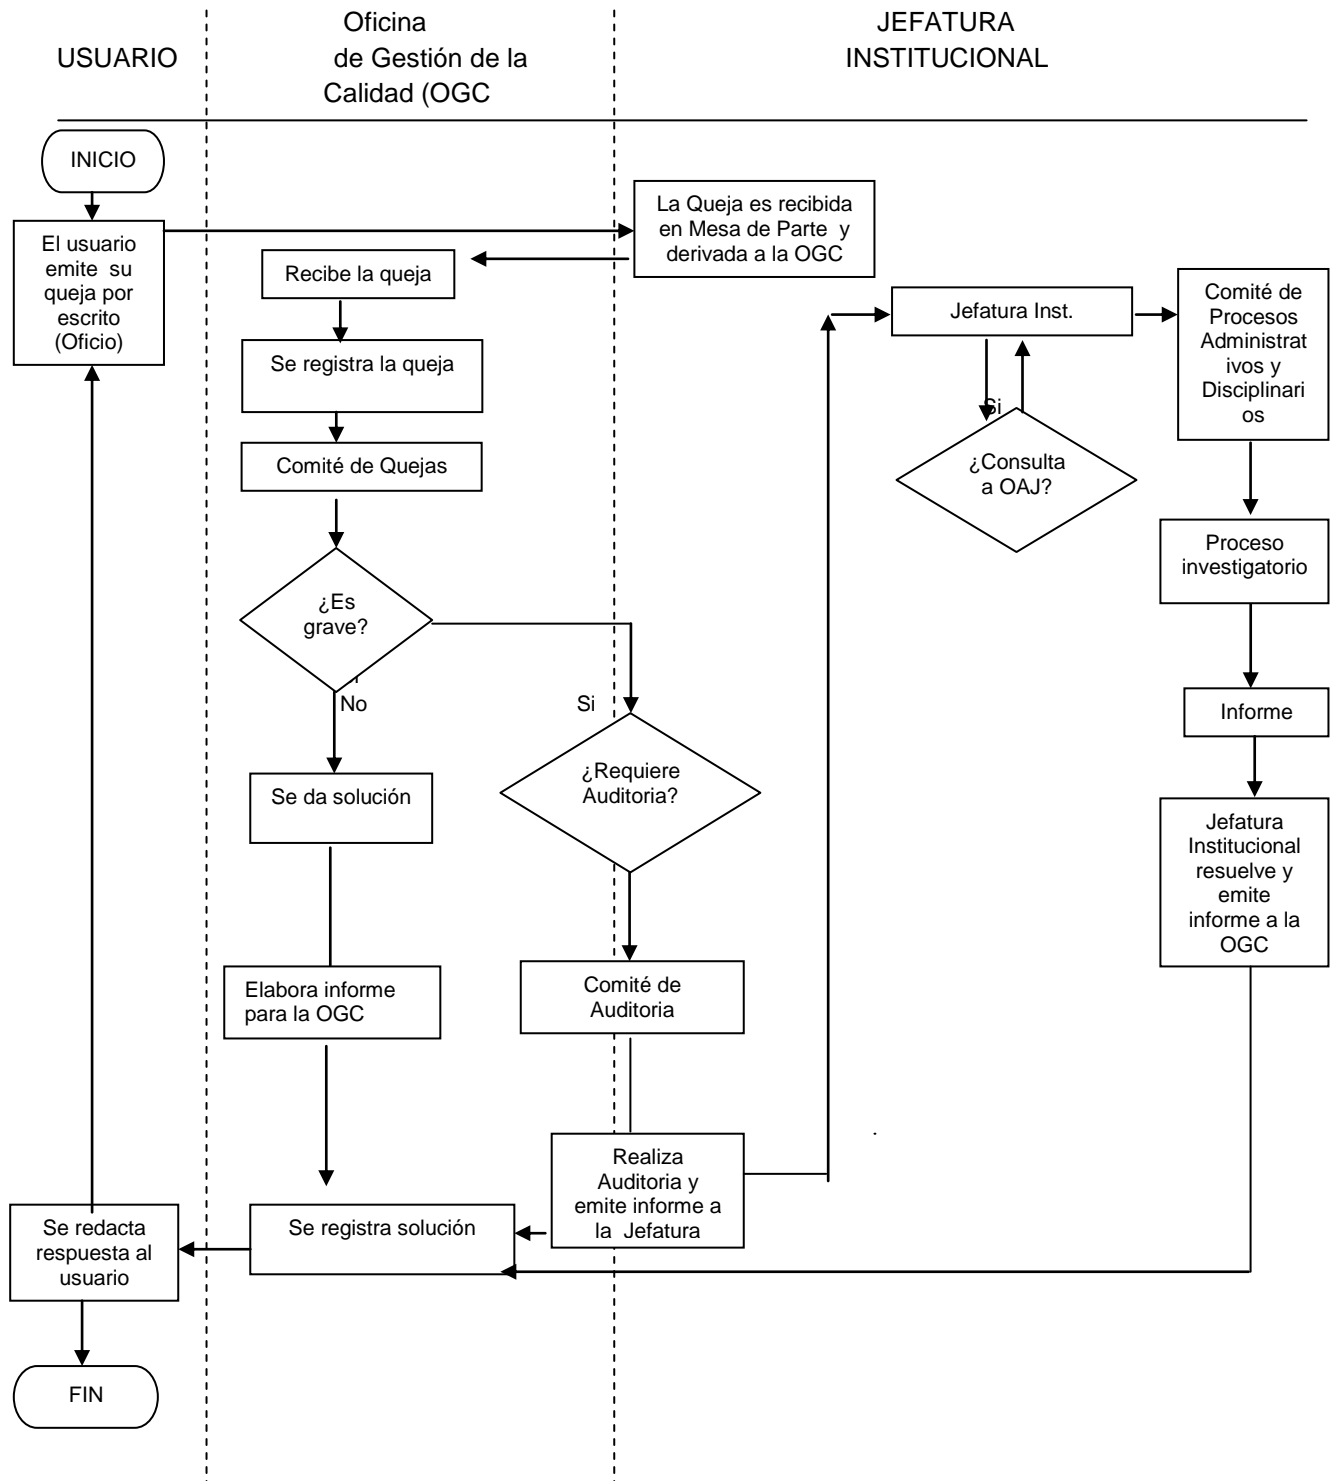 USUARIO
Oficina
de Gestión de la
Calidad (OGC
JEFATURA
INSTITUCIONAL
INICIO
El usuario
emite su
queja por
escrito
(Oficio)
La Queja es recibida
en Mesa de Parte y
derivada a la OGC
Recibe la queja
Se registra la queja
Comité de Quejas
¿Es
grave?
No
Si
Se da solución
Elabora informe
para la OGC
¿Requiere
Auditoria?
Comité de
Auditoria
Realiza
Auditoria y
emite informe a
la Jefatura
Jefatura Inst.
Si
¿Consulta
a OAJ?
Comité de
Procesos
Administrat
ivos y
Disciplinari
os
Proceso
investigatorio
Informe
Jefatura
Institucional
resuelve y
emite
informe a la
OGC
Se registra solución
Se redacta
respuesta al
usuario
FIN